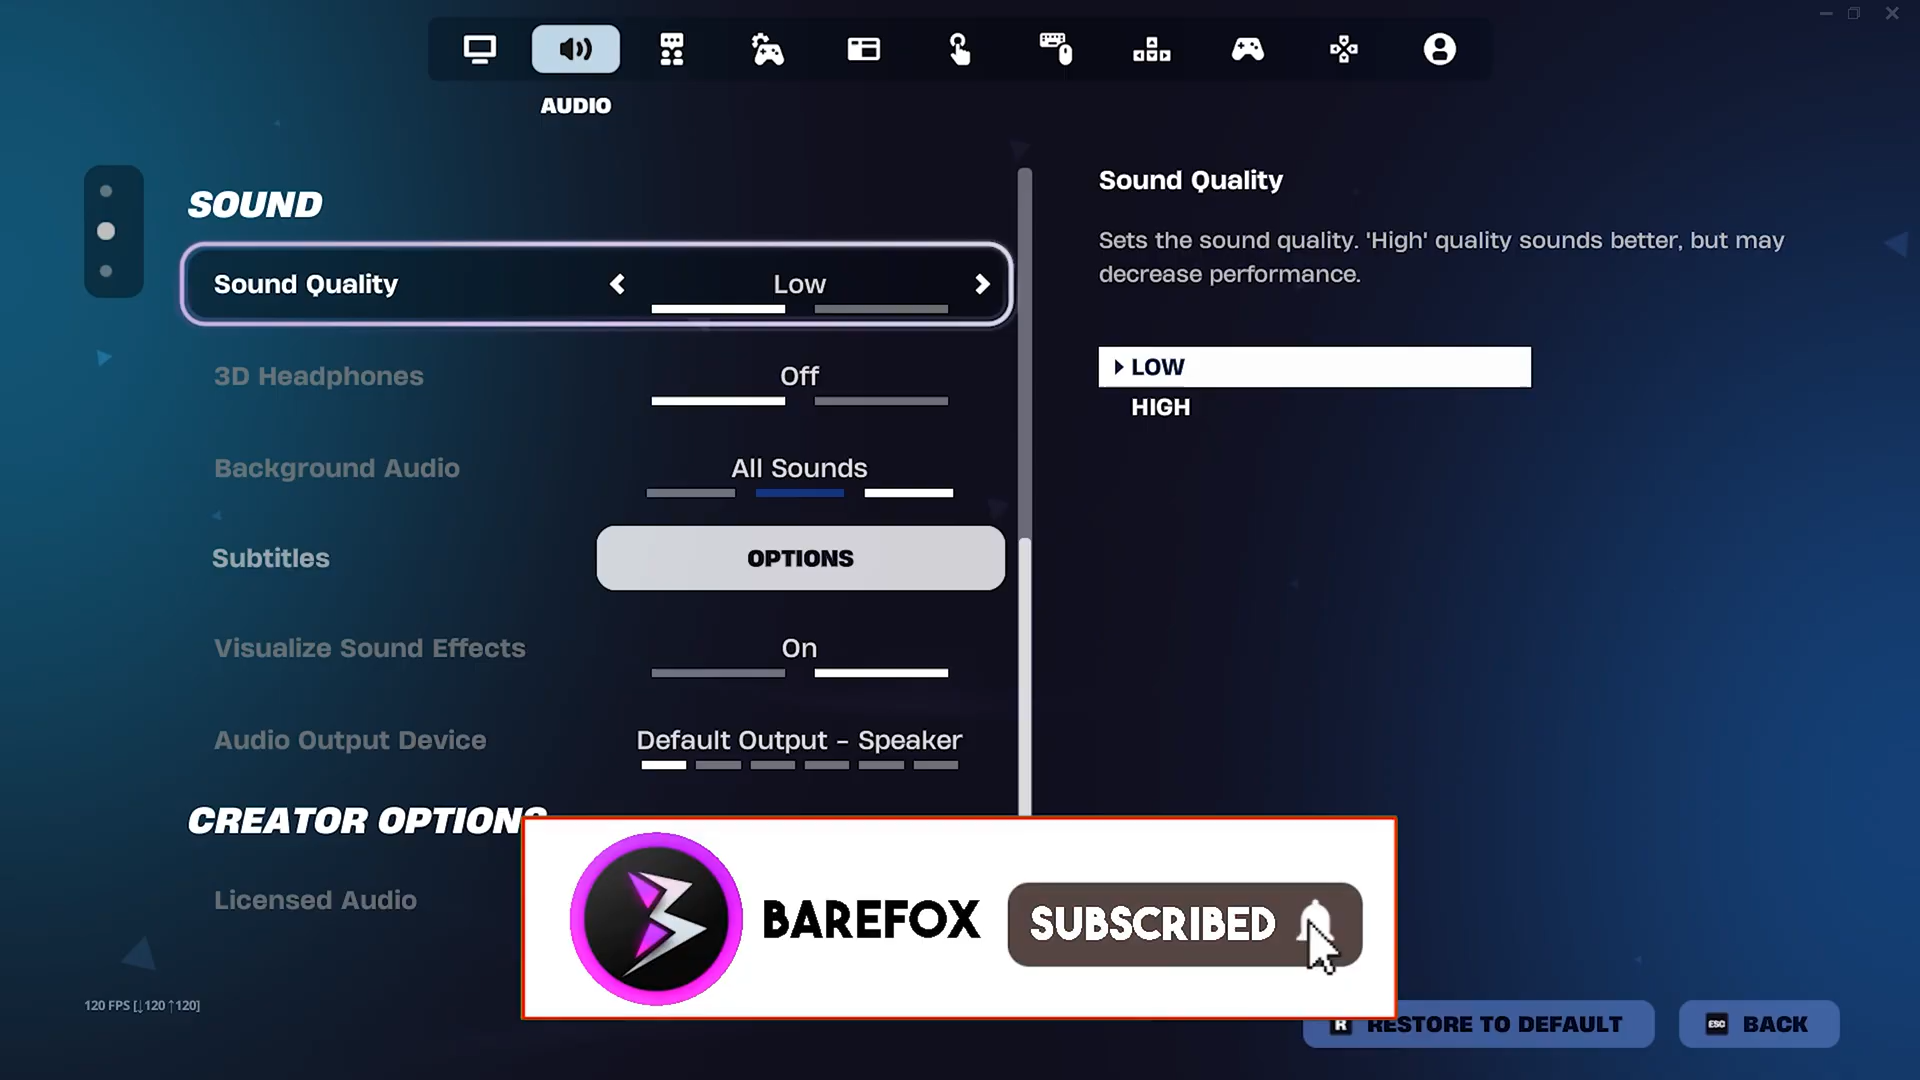 AUDIO
SOUND
Sound Quality
Low
3D Headphones
Off
Background Audio
All Sounds
Subtitles
OPTIONS
Visualize Sound Effects
On
Audio Output Device
Default Output - Speaker
CREATOR OPTIONS
Licensed Audio
Sound Quality
Sets the sound quality. 'High' quality sounds better, but may
decrease performance.
LOW
HIGH
BAREFOX
SUBSCRIBED
120 FPS [↓120 ↑120]
R RESTORE TO DEFAULT
ESC BACK